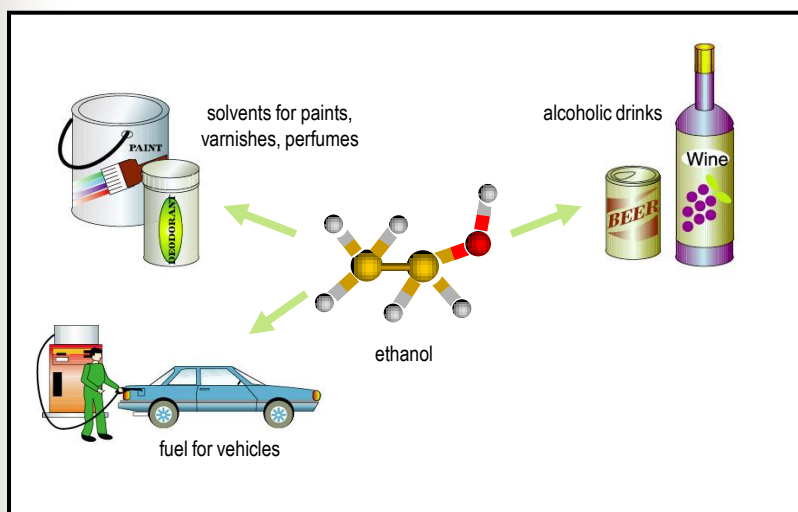 solvents for paints,
varnishes, perfumes
alcoholic drinks
PAINT
DEODORANT
Wine
BEER
ethanol
fuel for vehicles